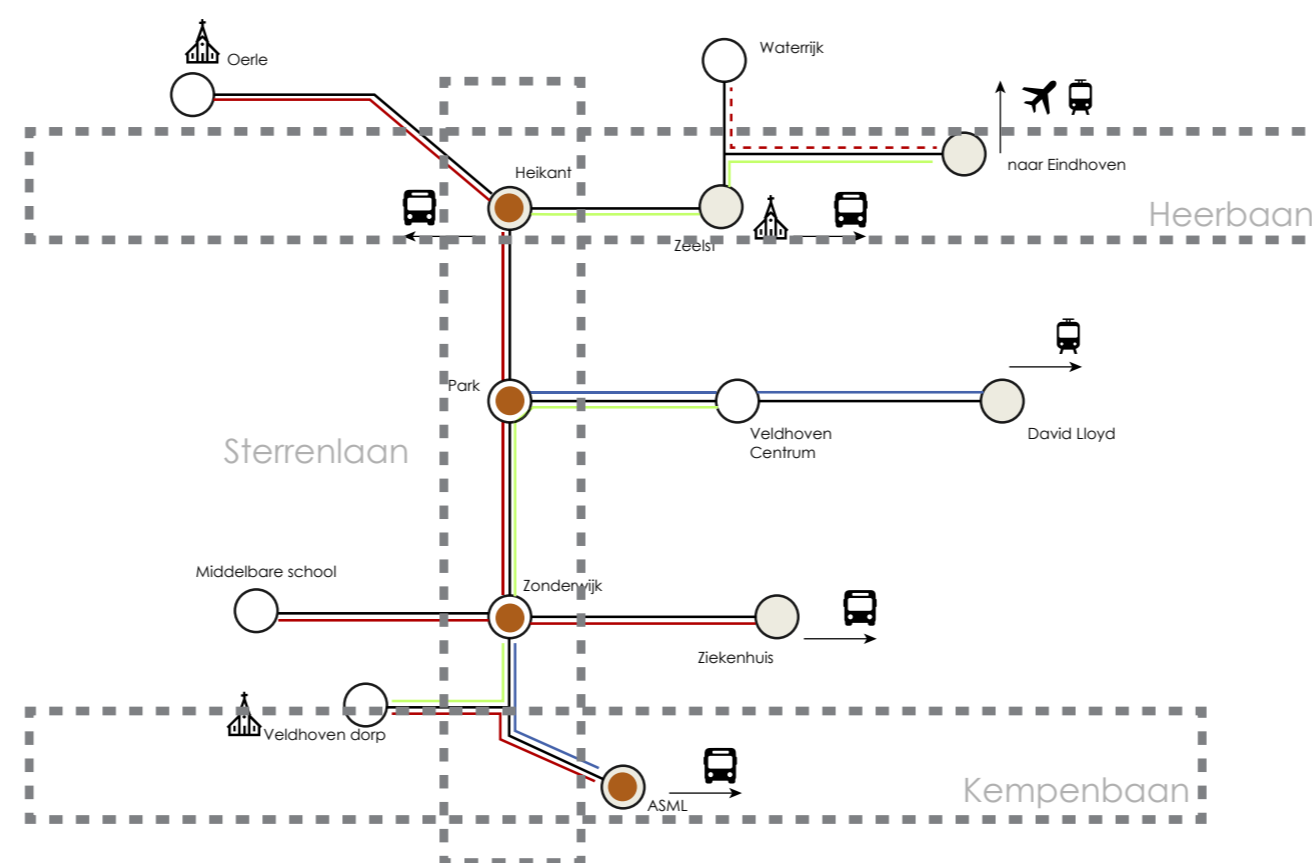 Oerle
Waterrijk
naar Eindhoven
Heikant
Heerbaan
Zeelst
Park
Veldhoven
Centrum
David Lloyd
Sterrenlaan
Middelbare school
Zonderwijk
Ziekenhuis
Veldhoven dorp
ASML
Kempenbaan